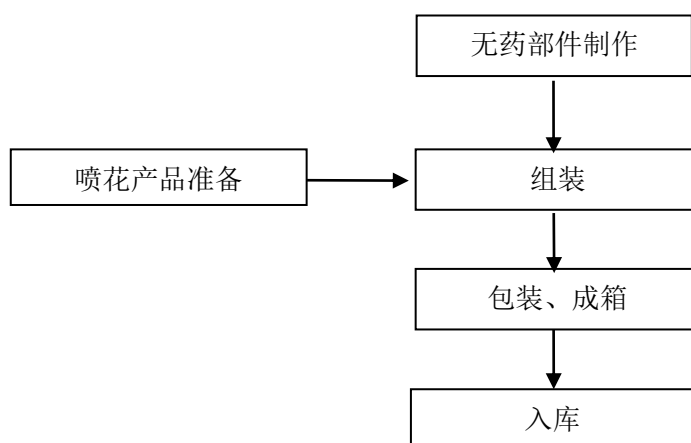 无药部件制作
喷花产品准备
组装
包装、成箱
入库